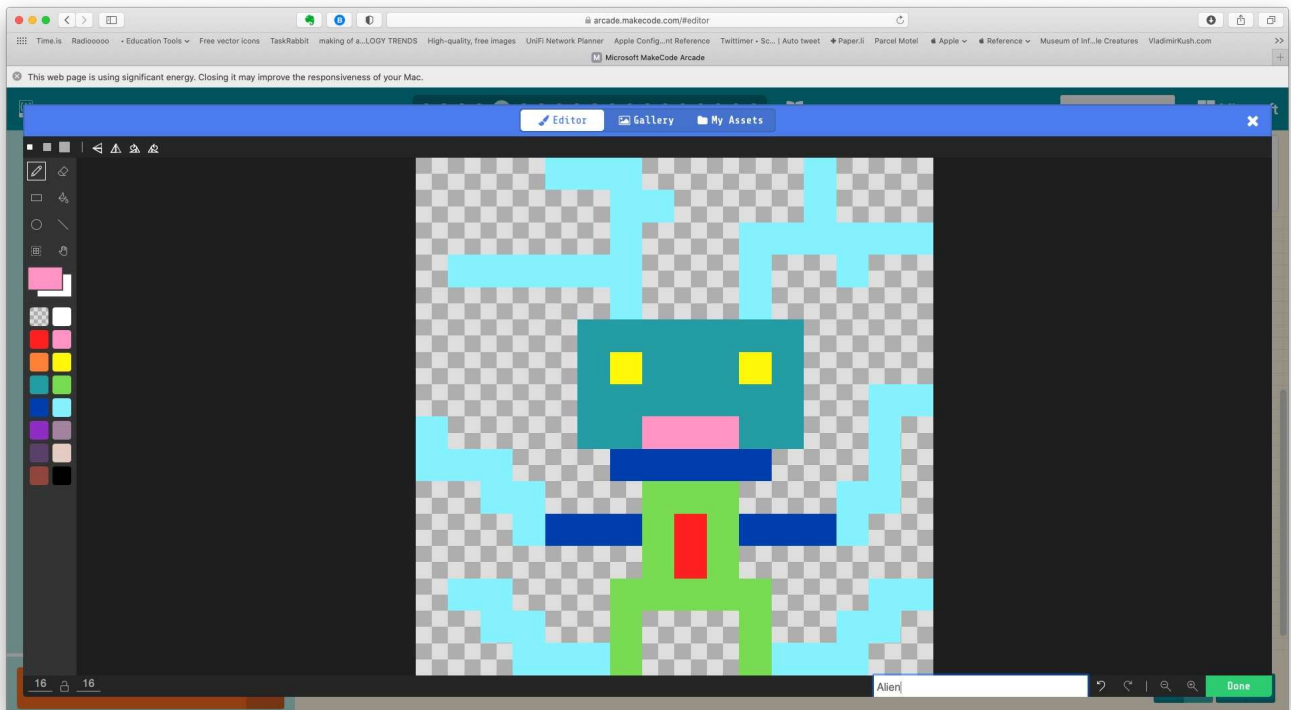 arcade.makecode.com/#editor
Time.is Radiooooo • Education Tools Free vector icons TaskRabbit making of a...LOGY TRENDS High-quality, free images UniFi Network Planner Apple Config...nt Reference Twittimer • Sc... | Auto tweet Paper.li Parcel Motel Apple Reference Museum of Inf...le Creatures VladimirKush.com >>
Microsoft MakeCode Arcade
This web page is using significant energy. Closing it may improve the responsiveness of your Mac.
Editor Gallery My Assets
16 16 Alien Done